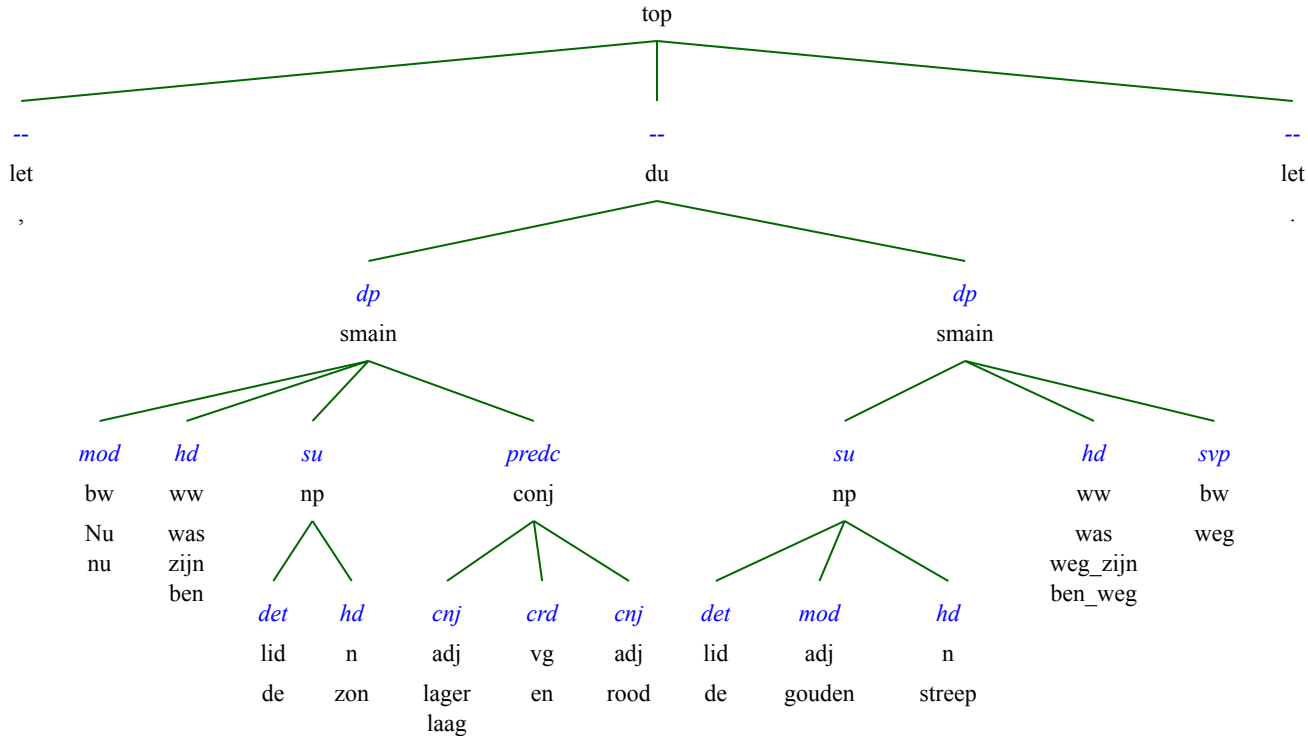 top
-- -- --
let du let
, .
dp dp
smain smain
mod hd su predc su hd svp
bw ww np conj np ww bw
Nu was was weg
nu zijn weg_zijn
ben ben_weg
det hd cnj crd cnj det mod hd
lid n adj vg adj lid adj n
de zon lager en rood de gouden streep
laag